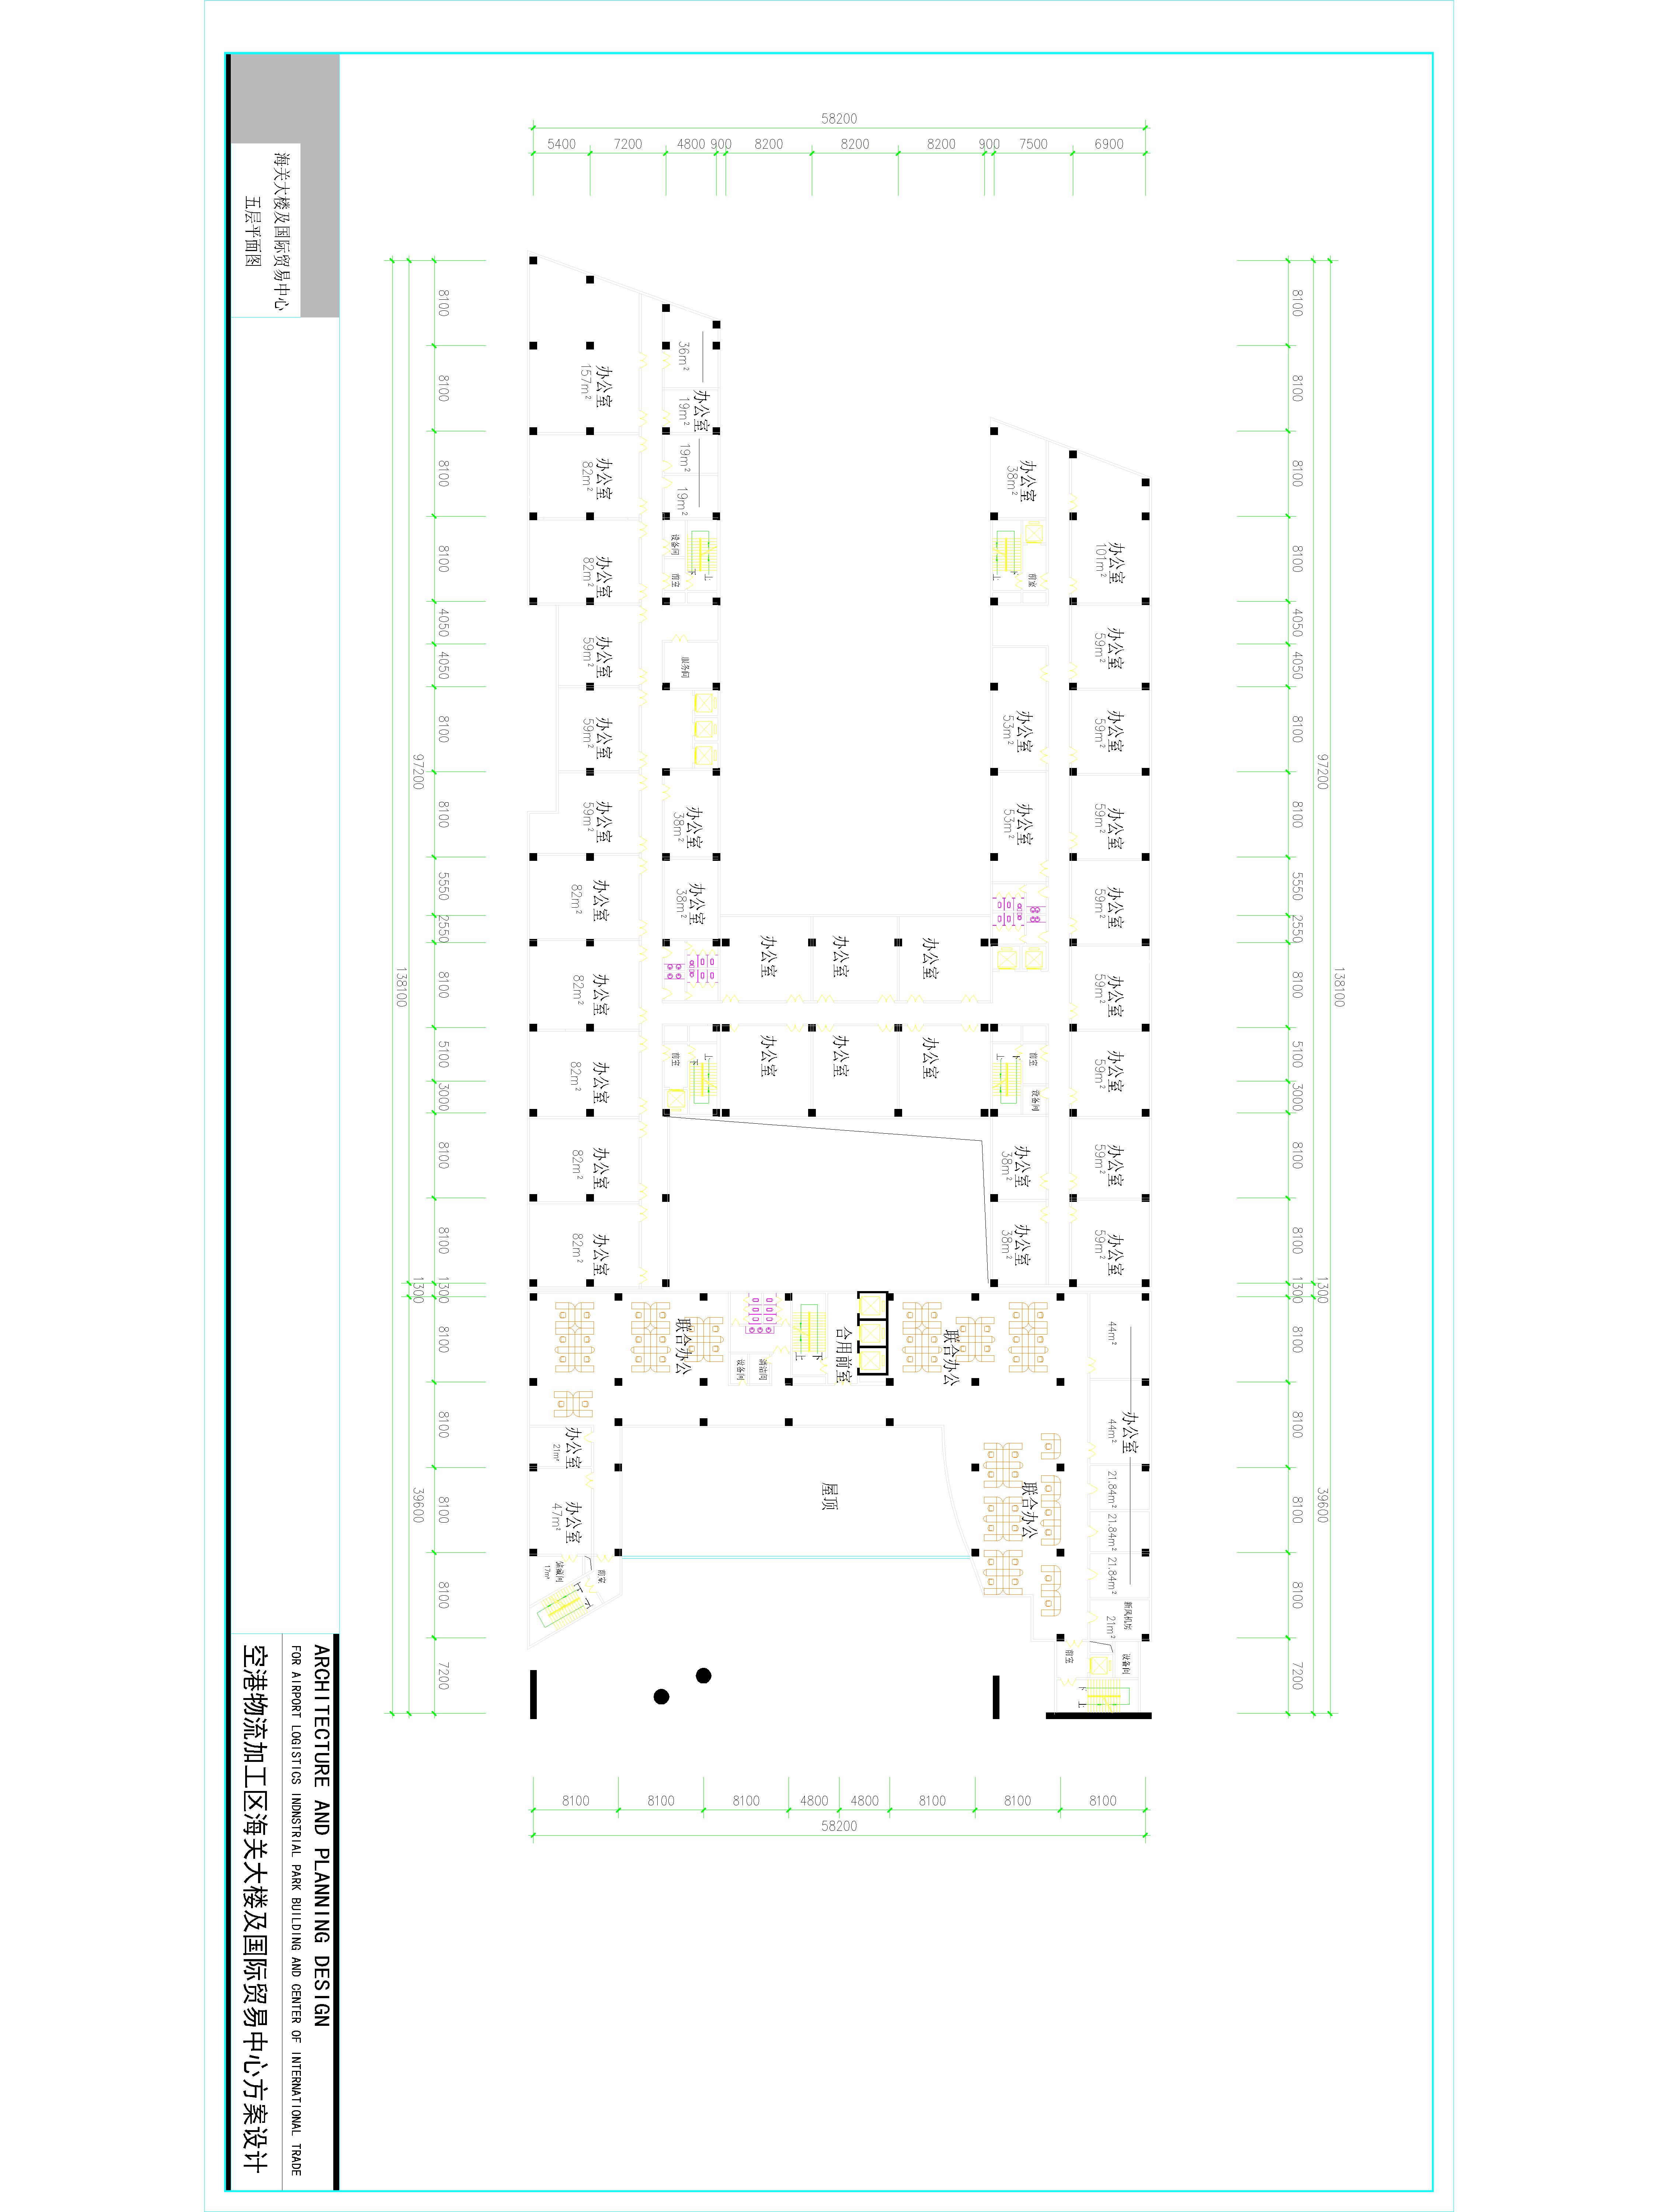 138100
97200 1300 39600
8100 8100 8100 8100 4050 4050 8100 8100 5550 2550 8100 5100 3000 8100 8100 1300 8100 8100 8100 8100 7200
58200
6900
7500
900
8200
8200
8200
900
4800
7200
5400
办公室 办公室 办公室 办公室 办公室 办公室 办公室 办公室 办公室 办公室 新风机房 设备间
101m² 59m² 59m² 59m² 59m² 59m² 59m² 59m² 59m² 44m² 44m² 21.84m² 21.84m² 21.84m² 21m²
下 上
前室
办公室 前室 办公室 办公室 前室 设备间 办公室 办公室 联合办公
38m² 下 53m² 53m² 下 38m² 38m²
上 上
联合办公
办公室 办公室
办公室 办公室 合用前室 屋顶
下
上
办公室 办公室 清洁间
设备间
办公室 上 服务间 办公室 办公室 上 联合办公
36m² 19m² 19m² 19m² 下 38m² 38m² 下
设备间 前室 前室
办公室 办公室 办公室 办公室 办公室 办公室 办公室 办公室 办公室 办公室 办公室 前室
157m² 82m² 82m² 59m² 59m² 59m² 82m² 82m² 82m² 82m² 82m² 下
上
办公室 办公室 储藏间
21m² 47m² 17m²
8100
8100
8100
4800
4800
8100
8100
8100
58200
8100 8100 8100 8100 4050 4050 8100 8100 5550 2550 8100 5100 3000 8100 8100 1300 8100 8100 8100 8100 7200
97200 1300 39600
138100
海关大楼及国际贸易中心
五层平面图
ARCHITECTURE AND PLANNING DESIGN
FOR AIRPORT LOGISTICS INDNSTRIAL PARK BUILDING AND CENTER OF INTERNATIONAL TRADE
空港物流加工区海关大楼及国际贸易中心方案设计